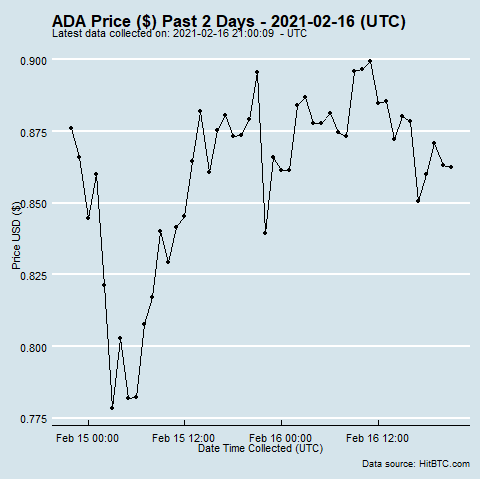 ADA Price ($) Past 2 Days - 2021-02-16 (UTC)
Latest data collected on: 2021-02-16 21:00:09 - UTC
0.900
0.875
0.850
0.825
0.800
0.775
Price USD ($)
Feb 15 00:00 Feb 15 12:00 Feb 16 00:00 Feb 16 12:00
Date Time Collected (UTC)
Data source: HitBTC.com